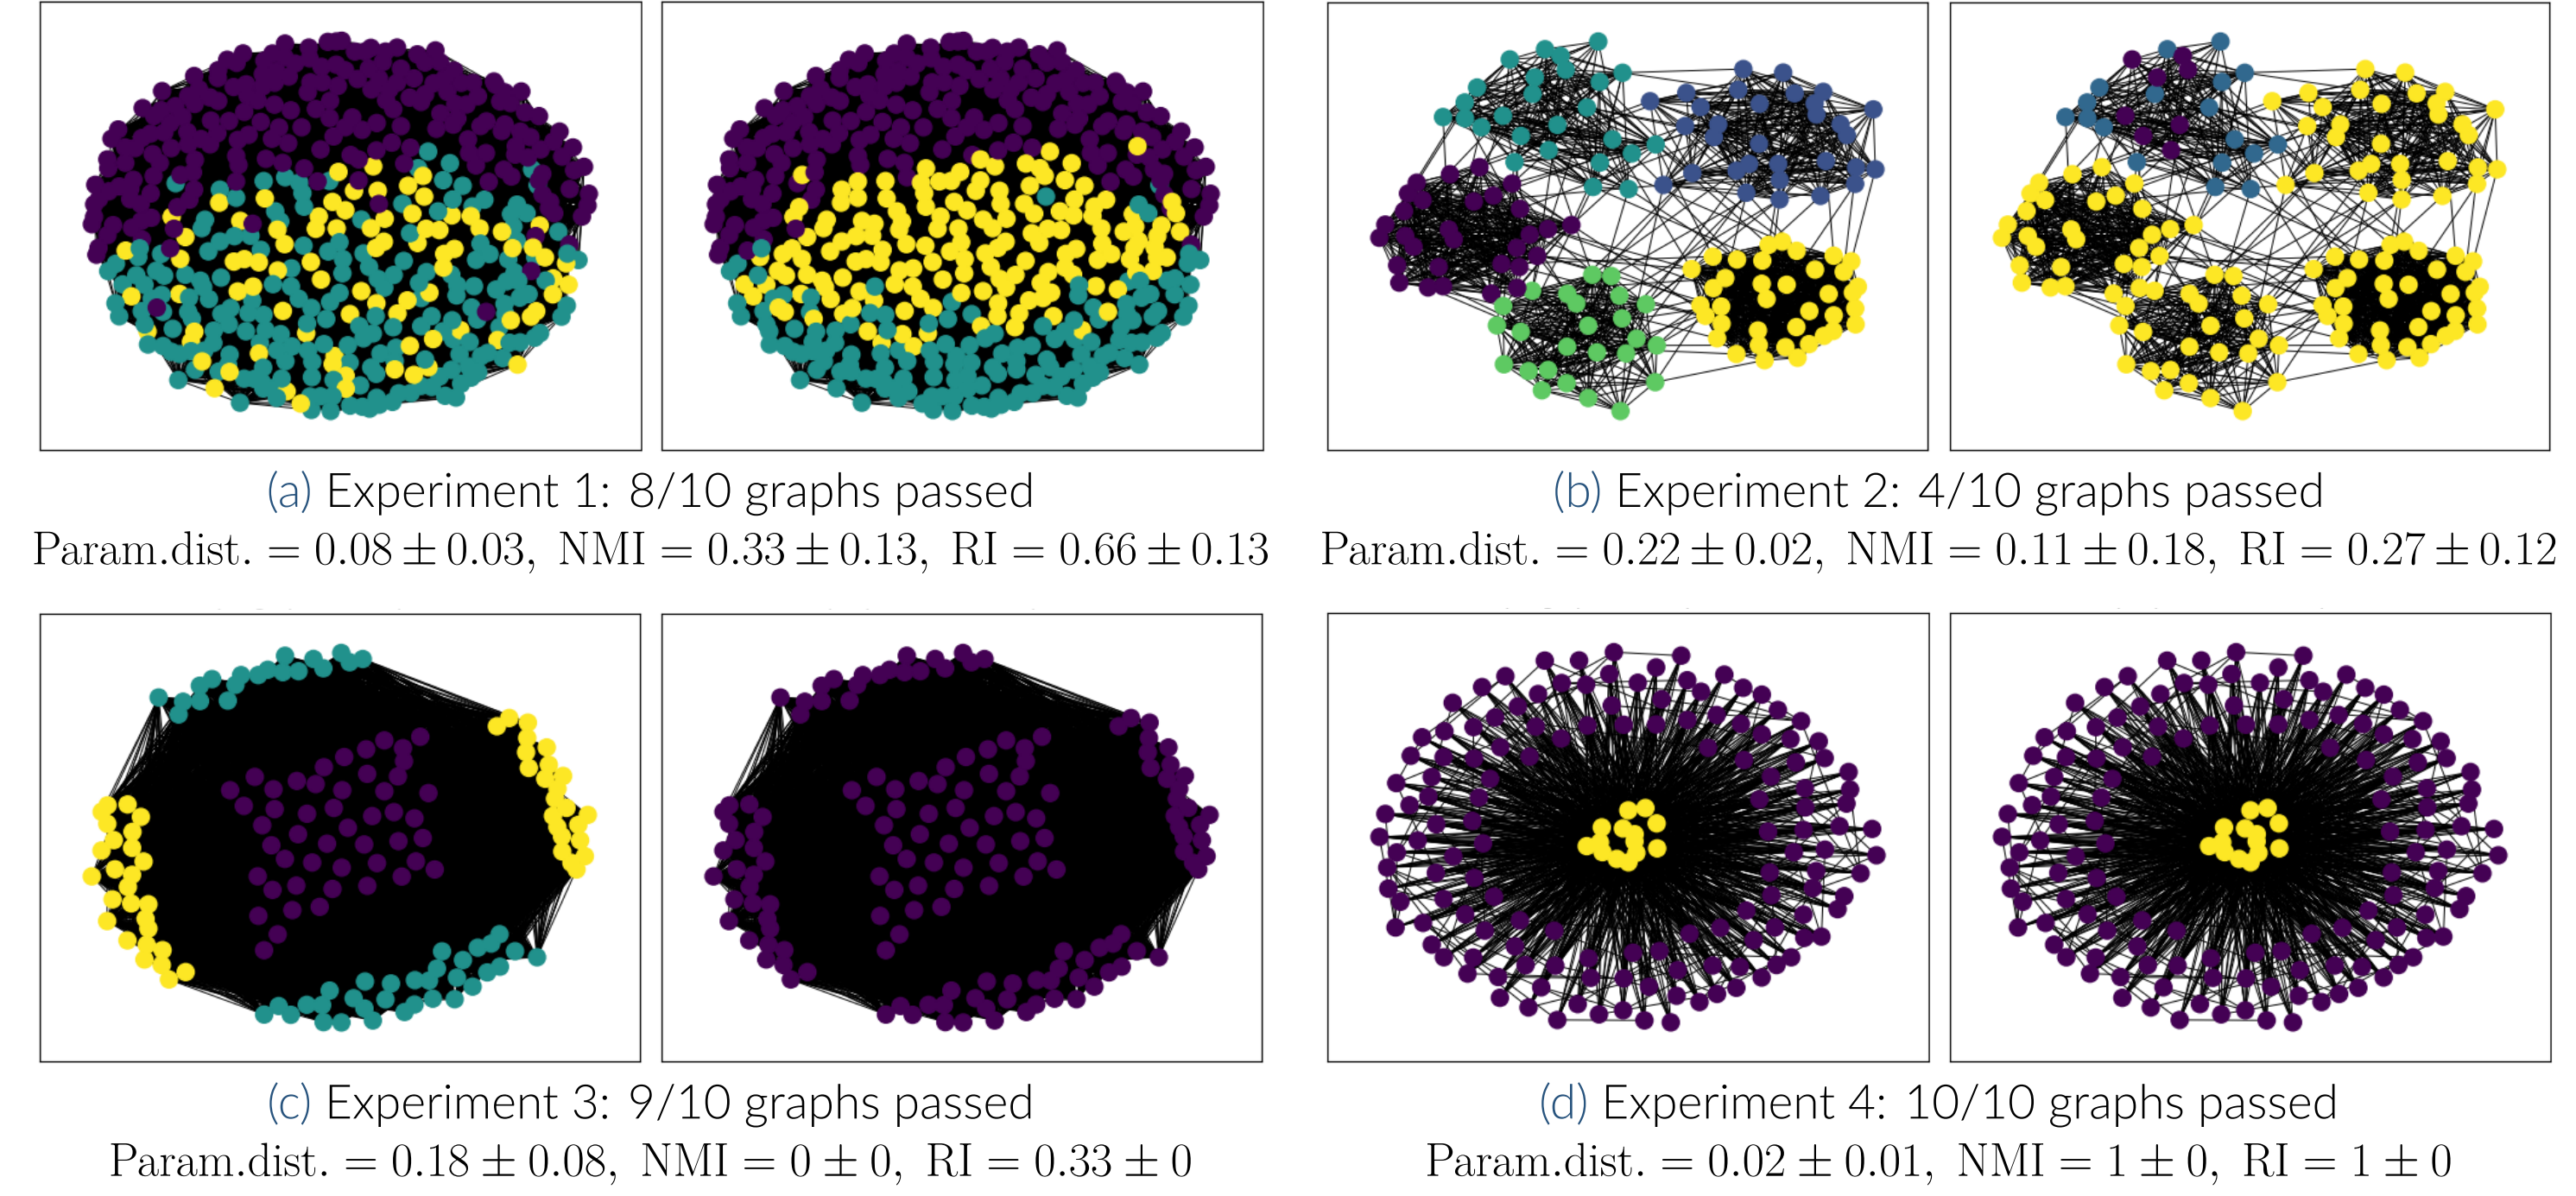 (a) Experiment 1: 8/10 graphs passed
Param.dist. = 0.08 ± 0.03, NMI = 0.33 ± 0.13, RI = 0.66 ± 0.13
(b) Experiment 2: 4/10 graphs passed
Param.dist. = 0.22 ± 0.02, NMI = 0.11 ± 0.18, RI = 0.27 ± 0.12
(c) Experiment 3: 9/10 graphs passed
Param.dist. = 0.18 ± 0.08, NMI = 0 ± 0, RI = 0.33 ± 0
(d) Experiment 4: 10/10 graphs passed
Param.dist. = 0.02 ± 0.01, NMI = 1 ± 0, RI = 1 ± 0